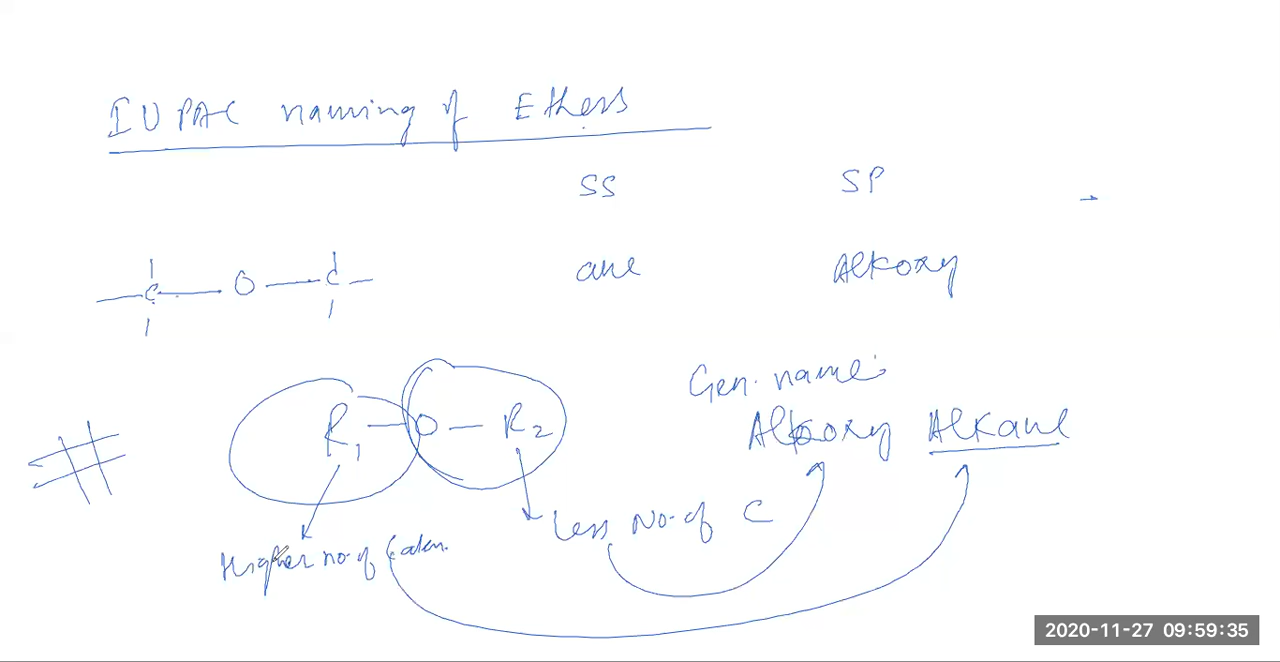 IUPAC naming of Ethers
SS SP
ane Alkoxy
C O C
Gen. name:
R1 — O — R2
Alkoxy Alkane
Less No. of C
Higher no. of C
2020-11-27 09:59:35